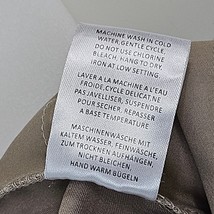 MACHINE WASH IN COLD
WATER, GENTLE CYCLE,
DO NOT USE CHLORINE
BLEACH, HANG TO DRY, IRON
AT LOW SETTING.
LAVER A LA MACHINE A L'EAU
FROIDE, CYCLE DELICAT, NE
PAS JAVELLISER, SUSPENDRE
POUR SECHER, REPASSER
A BASE TEMPERATURE
MASCHINENWÄSCHE MIT
KALTEM WASSER, FEINWÄSCHE,
ZUM TROCKNEN AUFHÄNGEN,
NICHT BLEICHEN,
HAND WARM BÜGELN